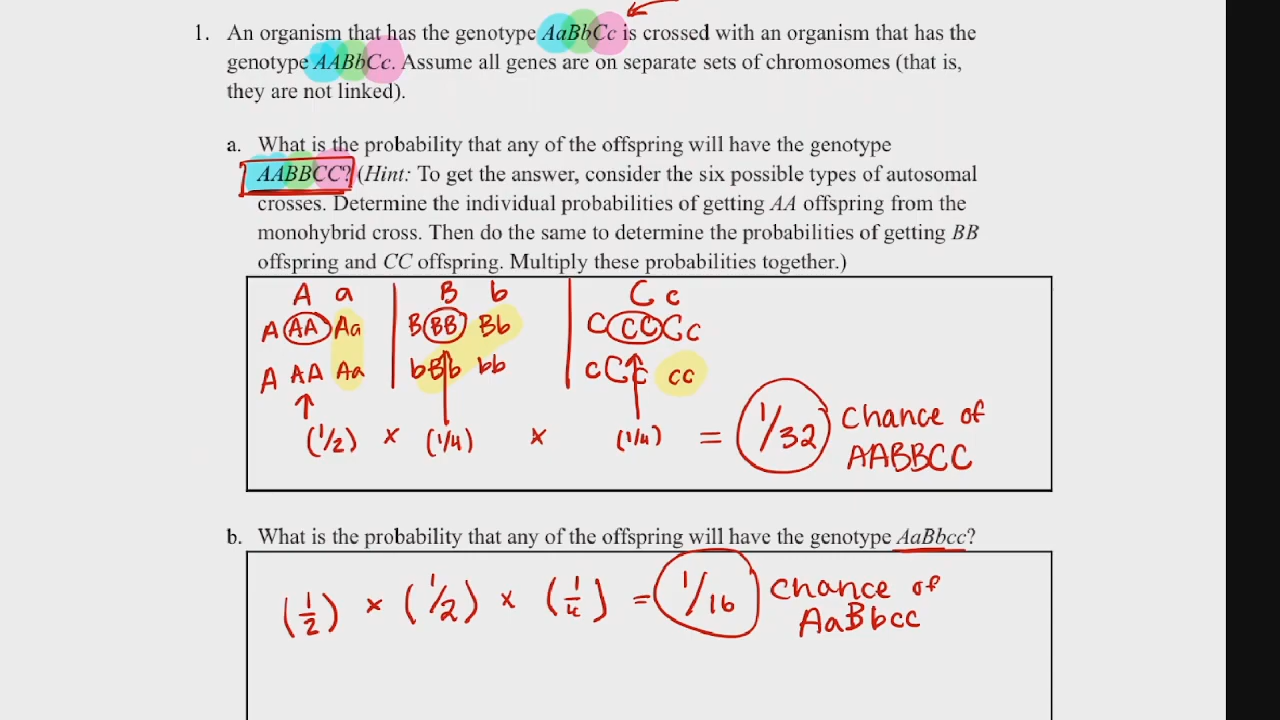 1. An organism that has the genotype AaBbCc is crossed with an organism that has the
genotype AABbCc. Assume all genes are on separate sets of chromosomes (that is,
they are not linked).
a. What is the probability that any of the offspring will have the genotype
AABBCC? (Hint: To get the answer, consider the six possible types of autosomal
crosses. Determine the individual probabilities of getting AA offspring from the
monohybrid cross. Then do the same to determine the probabilities of getting BB
offspring and CC offspring. Multiply these probabilities together.)
A a B b C c
A AA Aa B BB Bb C CC Cc
A AA Aa b Bb bb c Cc cc
(1/2) × (1/4) × (1/4) = 1/32 Chance of
AABBCC
b. What is the probability that any of the offspring will have the genotype AaBbcc?
(1/2) × (1/2) × (1/4) = 1/16 Chance of
AaBbcc